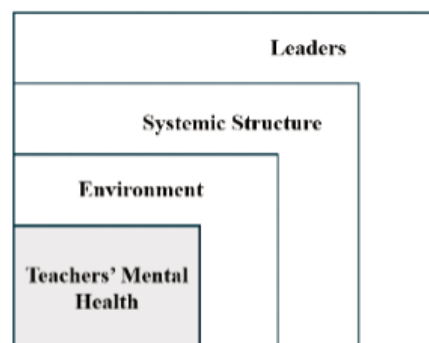 Leaders
Systemic Structure
Environment
Teachers' Mental
Health